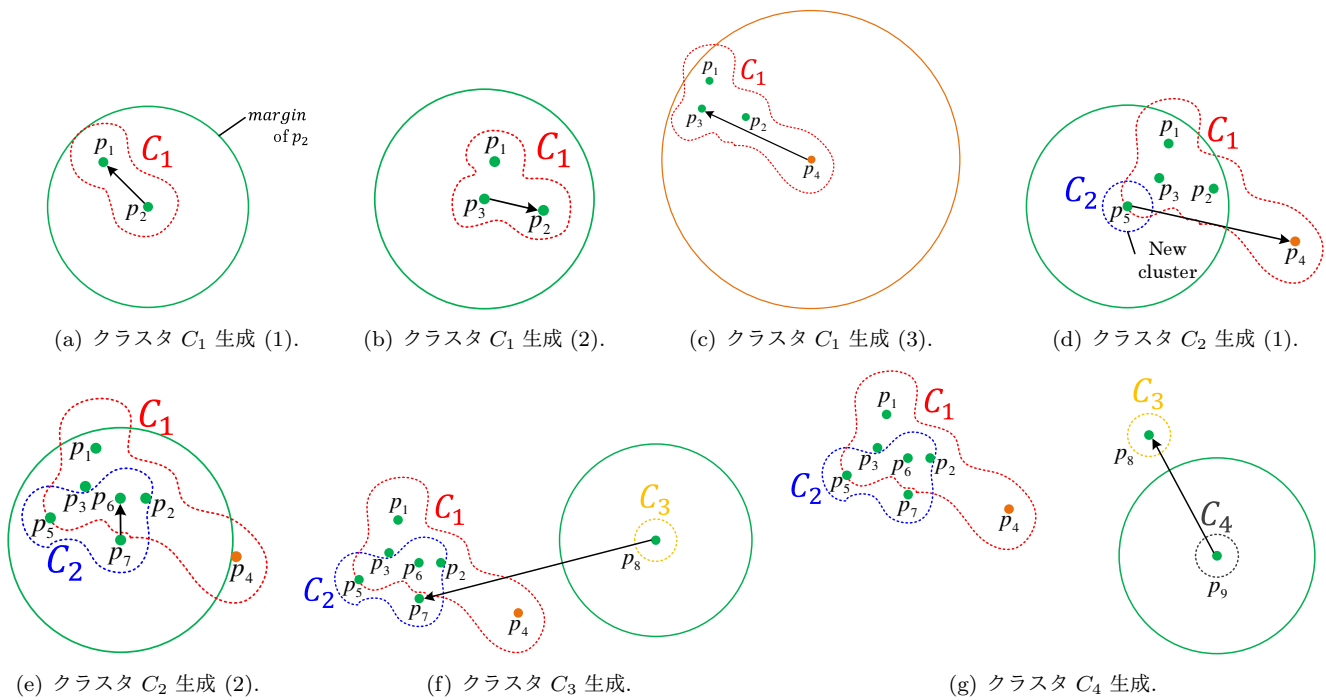 margin
of p₂
p₁
C₁
p₂
(a) クラスタ C₁ 生成 (1).
p₁
C₁
p₃
p₂
(b) クラスタ C₁ 生成 (2).
p₁
C₁
p₃
p₂
p₄
(c) クラスタ C₁ 生成 (3).
C₁
p₁
C₂
p₃
p₂
p₅
p₄
New
cluster
(d) クラスタ C₂ 生成 (1).
C₁
p₁
p₃
p₆
p₂
p₅
p₇
C₂
p₄
(e) クラスタ C₂ 生成 (2).
p₁
C₁
C₃
p₃
p₆
p₂
p₈
p₅
C₂
p₇
p₄
(f) クラスタ C₃ 生成.
p₁
C₁
C₃
p₃
p₆
p₂
p₈
C₂
p₅
p₇
p₄
C₄
p₉
(g) クラスタ C₄ 生成.